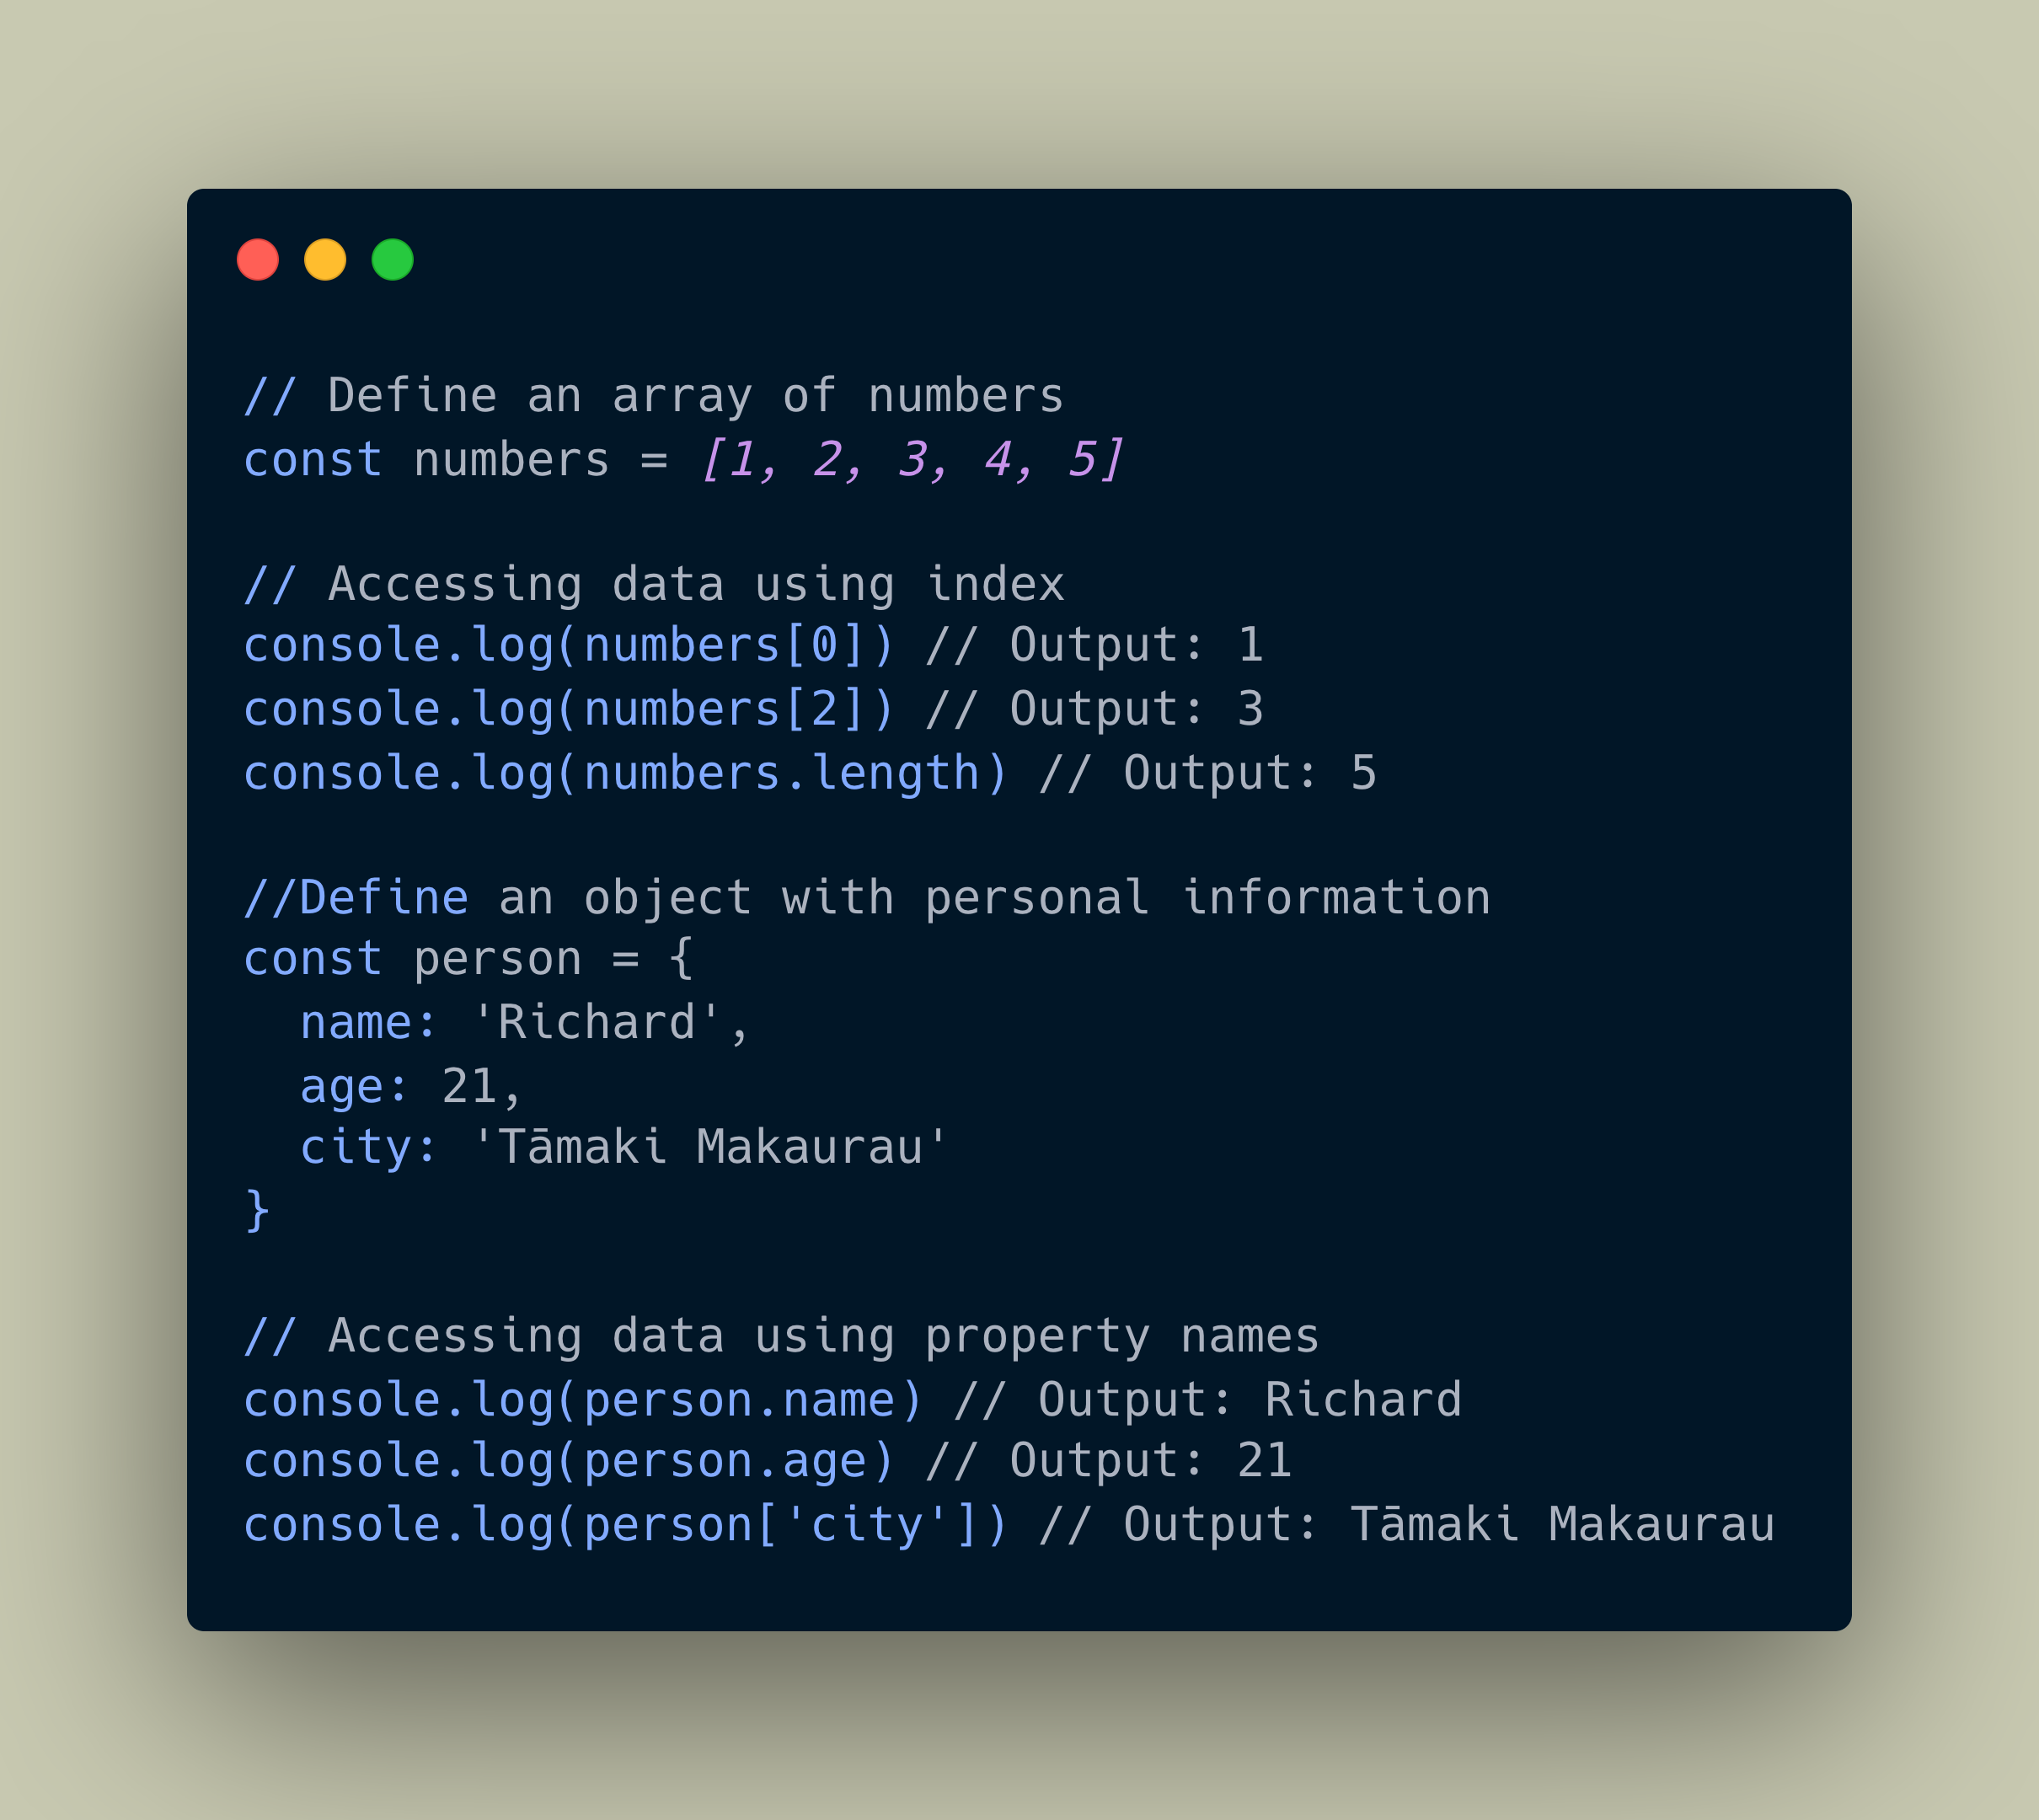 // Define an array of numbers
const numbers = [1, 2, 3, 4, 5]
// Accessing data using index
console.log(numbers[0]) // Output: 1
console.log(numbers[2]) // Output: 3
console.log(numbers.length) // Output: 5
//Define an object with personal information
const person = {
  name: 'Richard',
  age: 21,
  city: 'Tāmaki Makaurau'
}
// Accessing data using property names
console.log(person.name) // Output: Richard
console.log(person.age) // Output: 21
console.log(person['city']) // Output: Tāmaki Makaurau